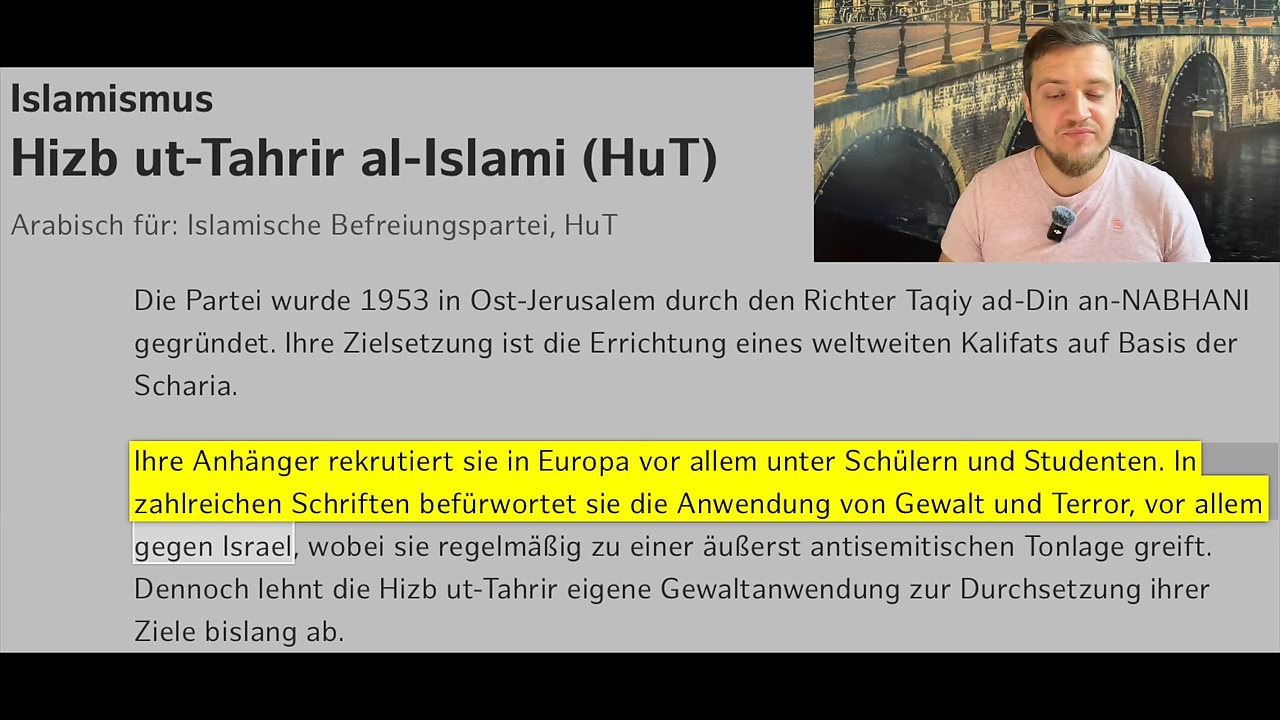 Islamismus
Hizb ut-Tahrir al-Islami (HuT)
Arabisch für: Islamische Befreiungspartei, HuT
Die Partei wurde 1953 in Ost-Jerusalem durch den Richter Taqiy ad-Din an-NABHANI
gegründet. Ihre Zielsetzung ist die Errichtung eines weltweiten Kalifats auf Basis der
Scharia.
Ihre Anhänger rekrutiert sie in Europa vor allem unter Schülern und Studenten. In
zahlreichen Schriften befürwortet sie die Anwendung von Gewalt und Terror, vor allem
gegen Israel, wobei sie regelmäßig zu einer äußerst antisemitischen Tonlage greift.
Dennoch lehnt die Hizb ut-Tahrir eigene Gewaltanwendung zur Durchsetzung ihrer
Ziele bislang ab.